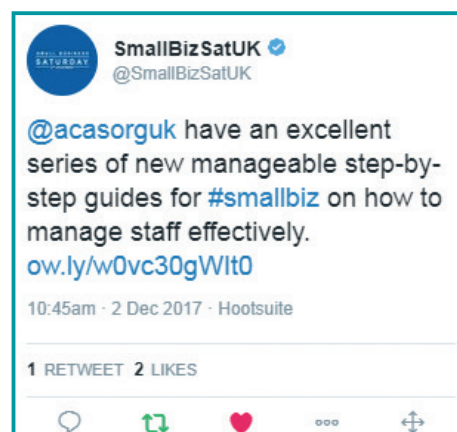 SMALL BUSINESS
SATURDAY
SmallBizSatUK
@SmallBizSatUK
@acasorguk have an excellent
series of new manageable step-by-
step guides for #smallbiz on how to
manage staff effectively.
ow.ly/w0vc30gWIt0
10:45am · 2 Dec 2017 · Hootsuite
1 RETWEET 2 LIKES